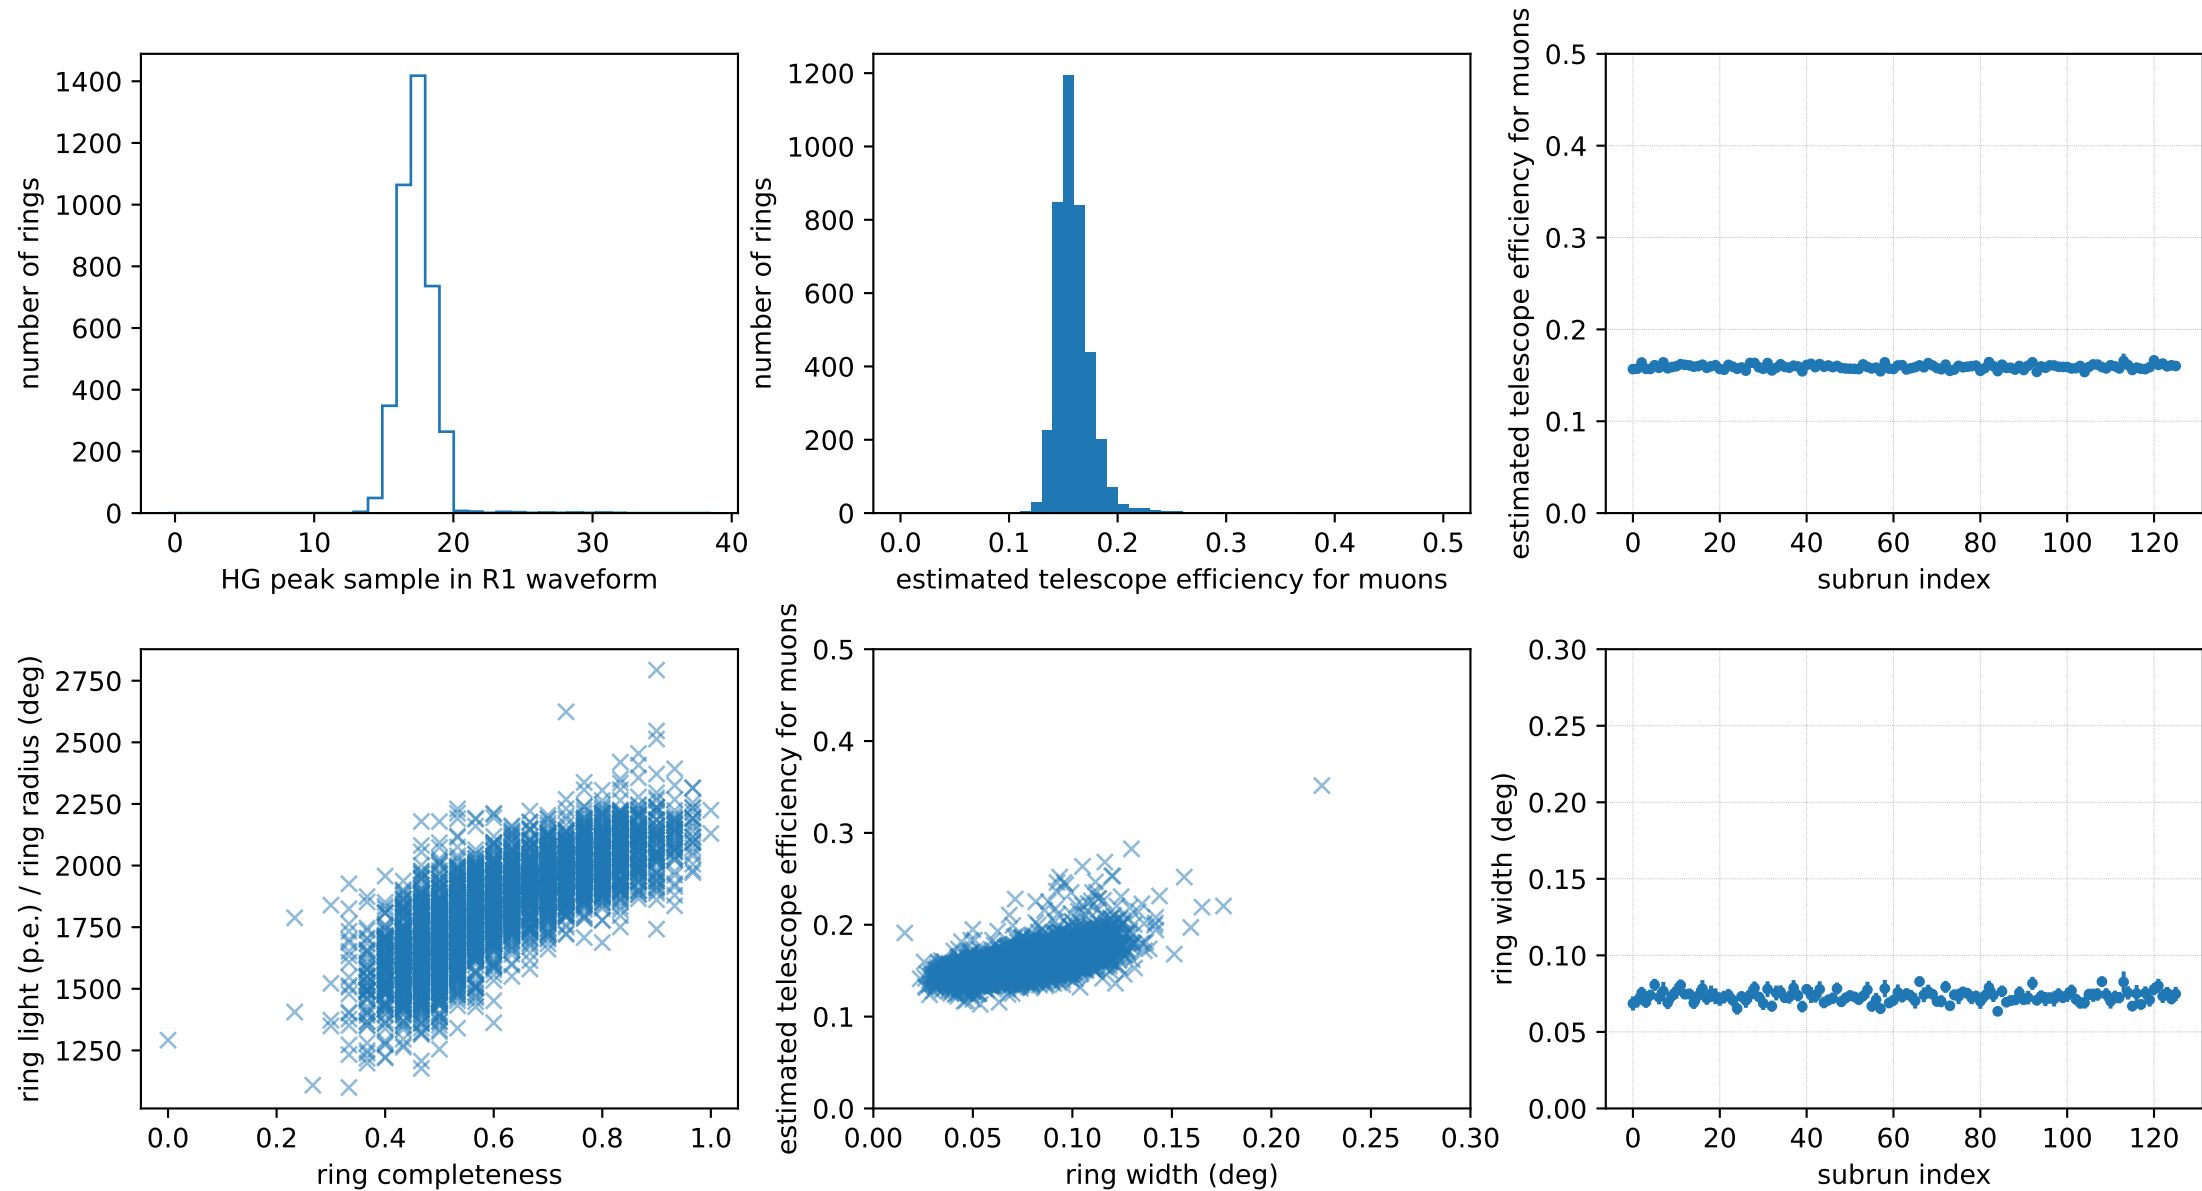 number of rings
1400
1200
1000
800
600
400
200
0
0 10 20 30 40
HG peak sample in R1 waveform
number of rings
1200
1000
800
600
400
200
0
0.0 0.1 0.2 0.3 0.4 0.5
estimated telescope efficiency for muons
estimated telescope efficiency for muons
0.5
0.4
0.3
0.2
0.1
0.0
0 20 40 60 80 100 120
subrun index
ring light (p.e.) / ring radius (deg)
2750
2500
2250
2000
1750
1500
1250
0.0 0.2 0.4 0.6 0.8 1.0
ring completeness
estimated telescope efficiency for muons
0.5
0.4
0.3
0.2
0.1
0.0
0.00 0.05 0.10 0.15 0.20 0.25 0.30
ring width (deg)
ring width (deg)
0.30
0.25
0.20
0.15
0.10
0.05
0.00
0 20 40 60 80 100 120
subrun index